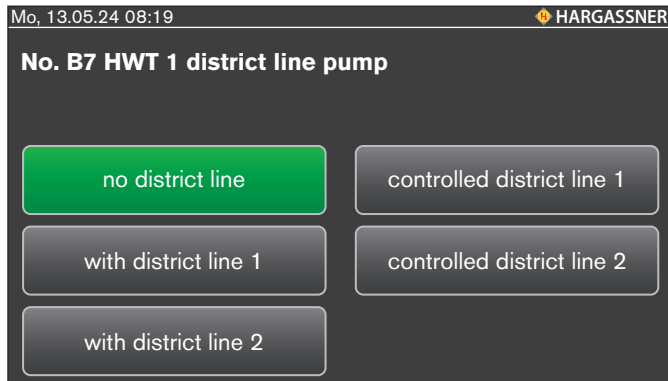 Mo, 13.05.24 08:19 HARGASSNER
No. B7 HWT 1 district line pump
no district line controlled district line 1
with district line 1 controlled district line 2
with district line 2